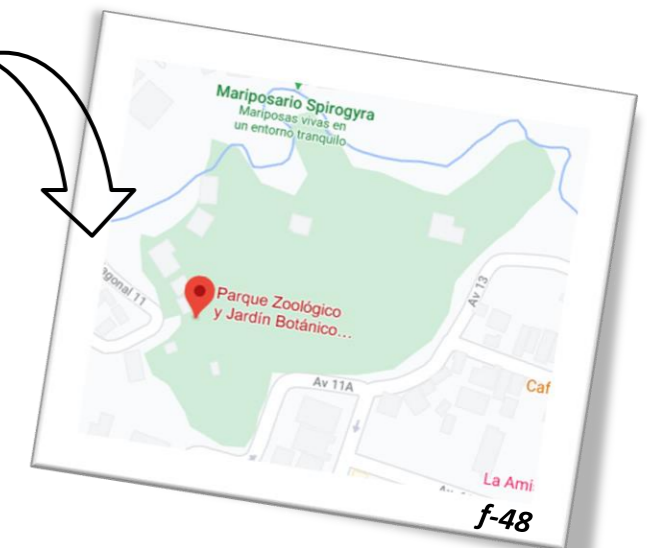 Mariposario Spirogyra
Mariposas vivas en
un entorno tranquilo
agonal 11
Parque Zoológico
y Jardín Botánico...
Av 13
Av 11A
Caf
La Ami
f-48